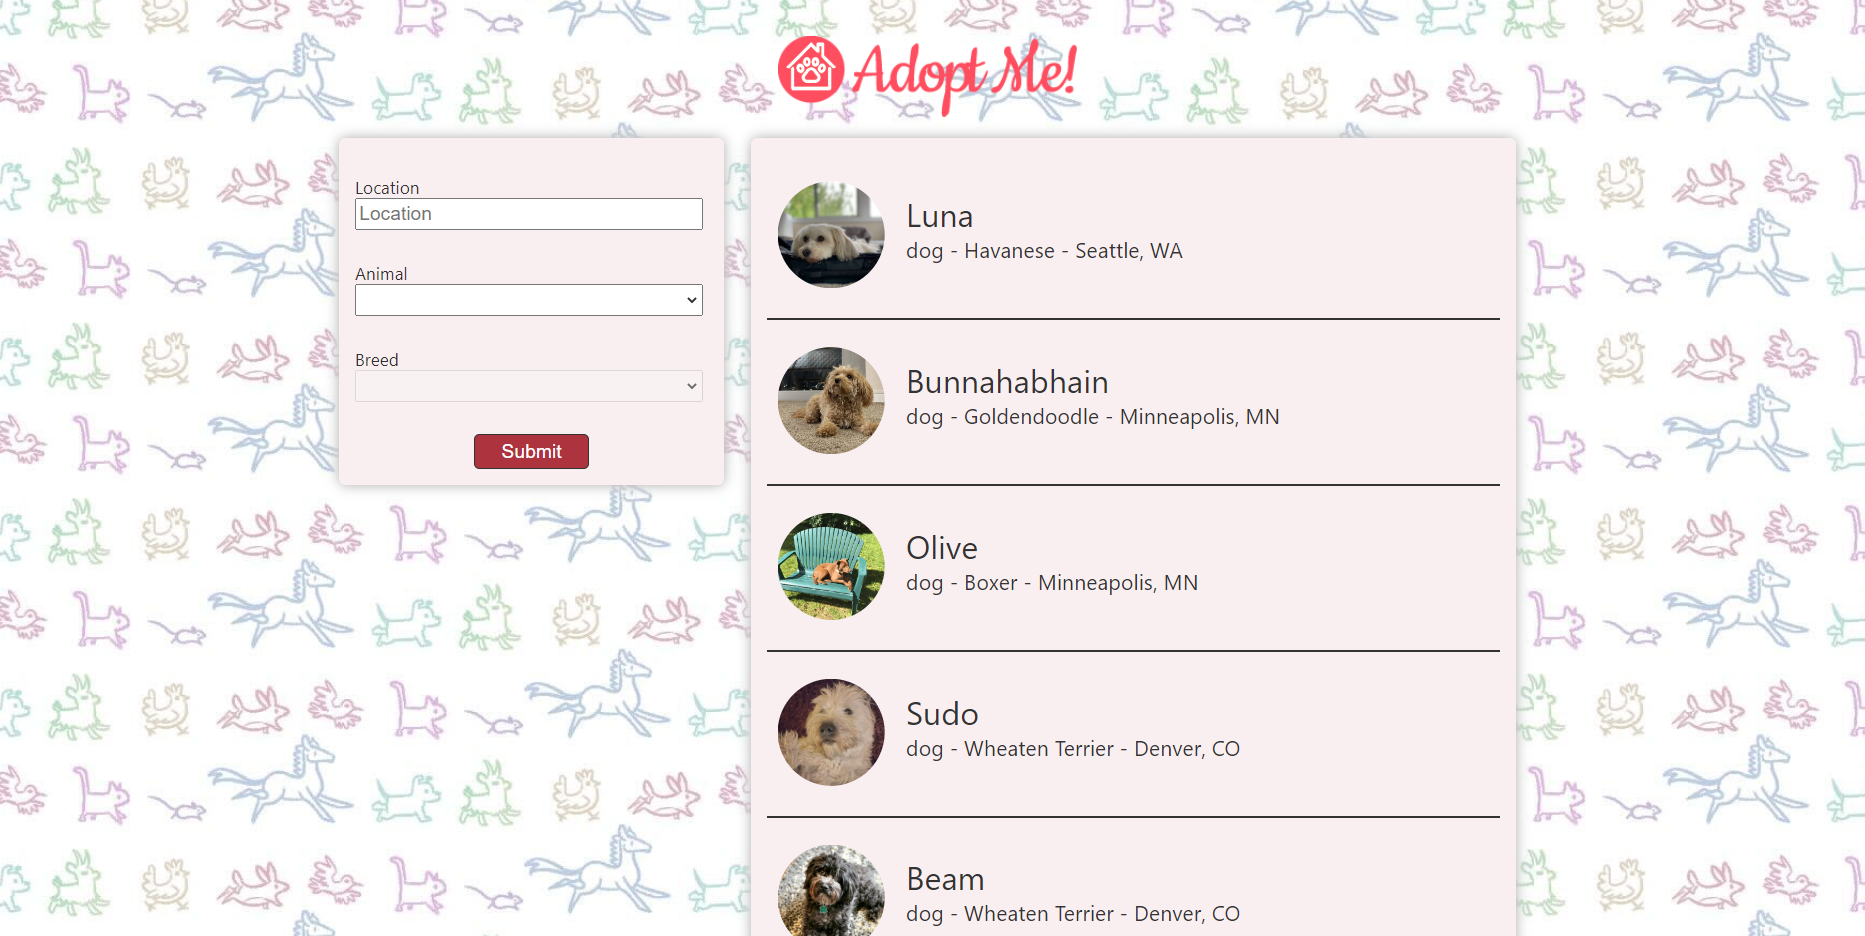 Adopt Me!
Location
Location
Animal
Breed
Submit
Luna
dog - Havanese - Seattle, WA
Bunnahabhain
dog - Goldendoodle - Minneapolis, MN
Olive
dog - Boxer - Minneapolis, MN
Sudo
dog - Wheaten Terrier - Denver, CO
Beam
dog - Wheaten Terrier - Denver, CO